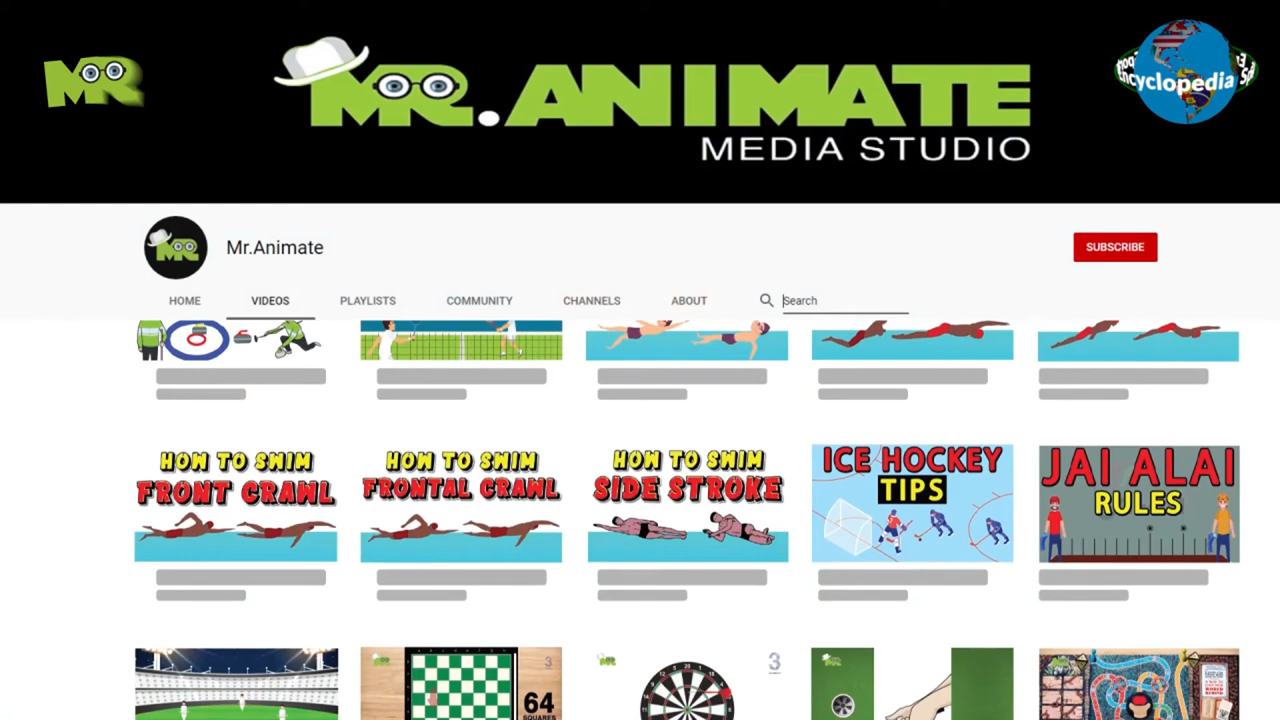 MR
MR.ANIMATE
MEDIA STUDIO
Encyclopedia
MR
Mr.Animate
SUBSCRIBE
HOME
VIDEOS
PLAYLISTS
COMMUNITY
CHANNELS
ABOUT
Search
HOW TO SWIM
FRONT CRAWL
HOW TO SWIM
FRONTAL CRAWL
HOW TO SWIM
SIDE STROKE
ICE HOCKEY
TIPS
JAI ALAI
RULES
3
64
SQUARES
3